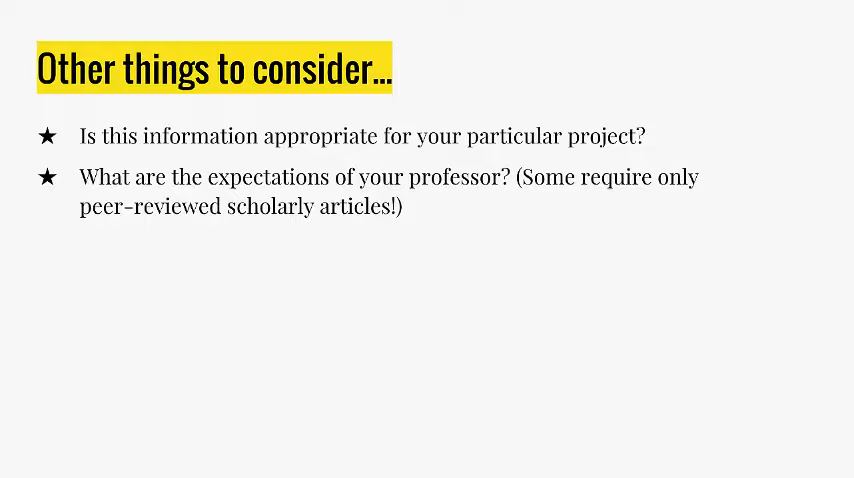 Other things to consider...
★ Is this information appropriate for your particular project?
★ What are the expectations of your professor? (Some require only
peer-reviewed scholarly articles!)